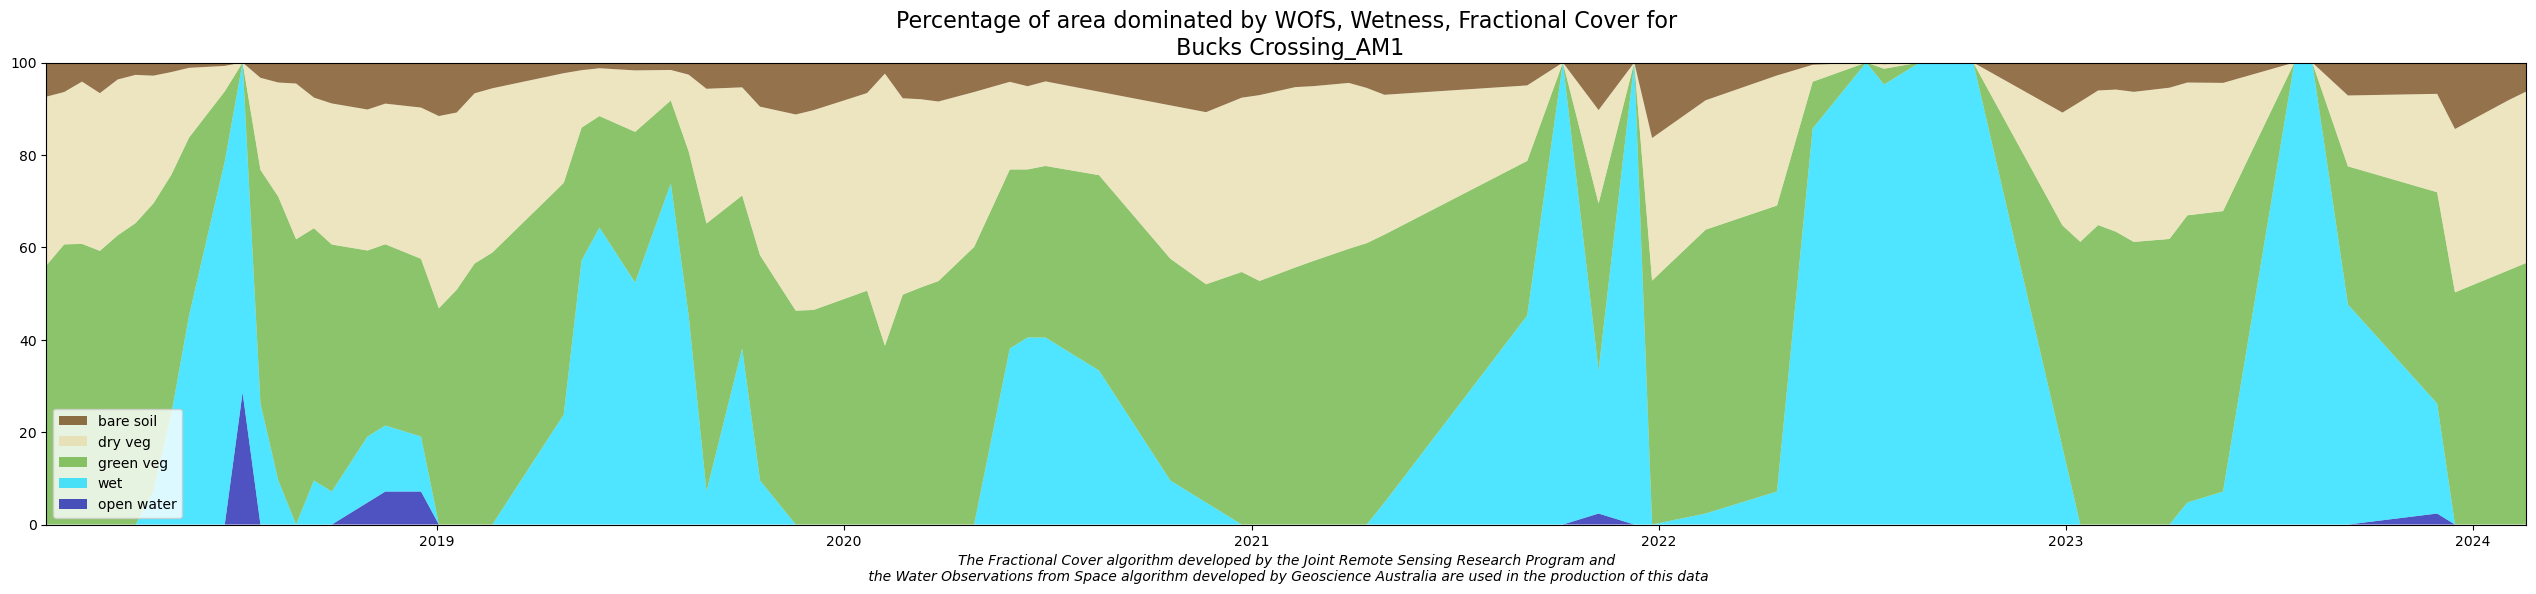 Percentage of area dominated by WOfS, Wetness, Fractional Cover for
Bucks Crossing_AM1
100
80
60
40
20
0
bare soil
dry veg
green veg
wet
open water
2019
2020
2021
2022
2023
2024
The Fractional Cover algorithm developed by the Joint Remote Sensing Research Program and
the Water Observations from Space algorithm developed by Geoscience Australia are used in the production of this data